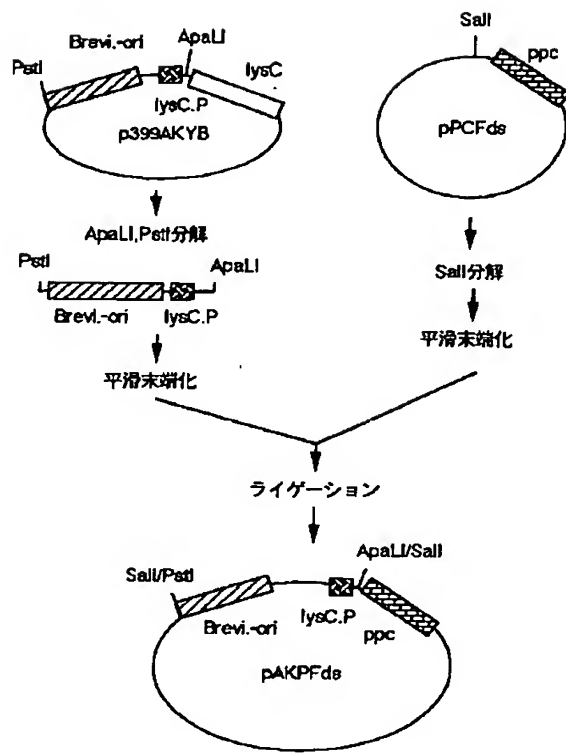 SalI
ppc
pPCFds
Brevi.-ori
ApaLI
lysC
PstI
lysC.P
p399AKYB
ApaLI,PstI分解
SalI分解
PstI
ApaLI
Brevi.-ori
lysC.P
平滑末端化
平滑末端化
ライゲーション
ApaLI/SalI
SalI/PstI
lysC.P
Brevi.-ori
ppc
pAKPFds